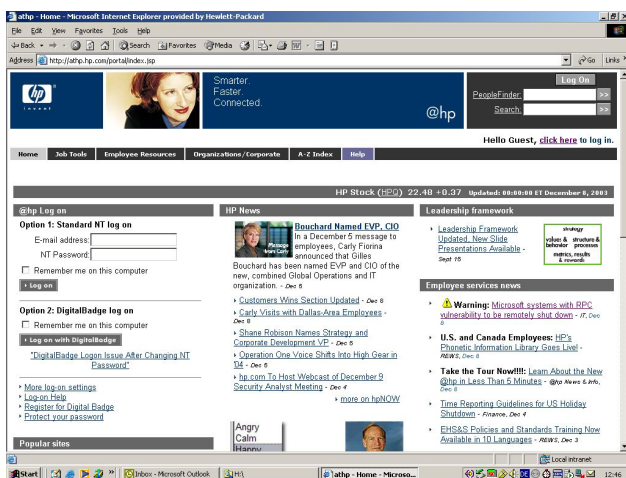 athp - Home - Microsoft Internet Explorer provided by Hewlett-Packard
File Edit View Favorites Tools Help
Back Search Favorites Media
Address http://athp.hp.com/portal/index.jsp Go Links
hp
invent
Smarter.
Faster.
Connected.
@hp
Log On
PeopleFinder: >>
Search: >>
Hello Guest, click here to log in.
Home Job Tools Employee Resources Organizations/Corporate A-Z Index Help
HP Stock (HPQ) 22.48 +0.37 Updated: 00:00:00 ET December 8, 2003
@hp Log on
Option 1: Standard NT log on
E-mail address:
NT Password:
Remember me on this computer
Log on
Option 2: DigitalBadge log on
Remember me on this computer
Log on with DigitalBadge
"DigitalBadge Logon Issue After Changing NT
Password"
More log-on settings
Log-on Help
Register for Digital Badge
Protect your password
Popular sites
HP News
Message
from
Bouchard Named EVP, CIO
In a December 5 message to
employees, Carly Fiorina
announced that Gilles
Bouchard has been named EVP and CIO of the
new, combined Global Operations and IT
organization. - Dec 5
Customers Wins Section Updated - Dec 8
Carly Visits with Dallas-Area Employees -
Dec 8
Shane Robison Names Strategy and
Corporate Development VP - Dec 5
Operation One Voice Shifts Into High Gear in
'04 - Dec 5
hp.com To Host Webcast of December 9
Security Analyst Meeting - Dec 4
more on hpNOW
Angry
Calm
Happy
Leadership framework
Leadership Framework
Updated, New Slide
Presentations Available -
Sept 15
strategy
values & behavior
structure & processes
metrics, results
& rewards
Employee services news
Warning: Microsoft systems with RPC
vulnerability to be remotely shut down - IT, Dec
8
U.S. and Canada Employees: HP's
Phonetic Information Library Goes Live! -
REWS, Dec 8
Take the Tour Now!!!!: Learn About the New
@hp in Less Than 5 Minutes - @hp News & Info,
Dec 8
Time Reporting Guidelines for US Holiday
Shutdown - Finance, Dec 4
EHS&S Policies and Standards Training Now
Available in 10 Languages - REWS, Dec 3
Local intranet
Start Inbox - Microsoft Outlook H:\ athp - Home - Microso... DE 12:46